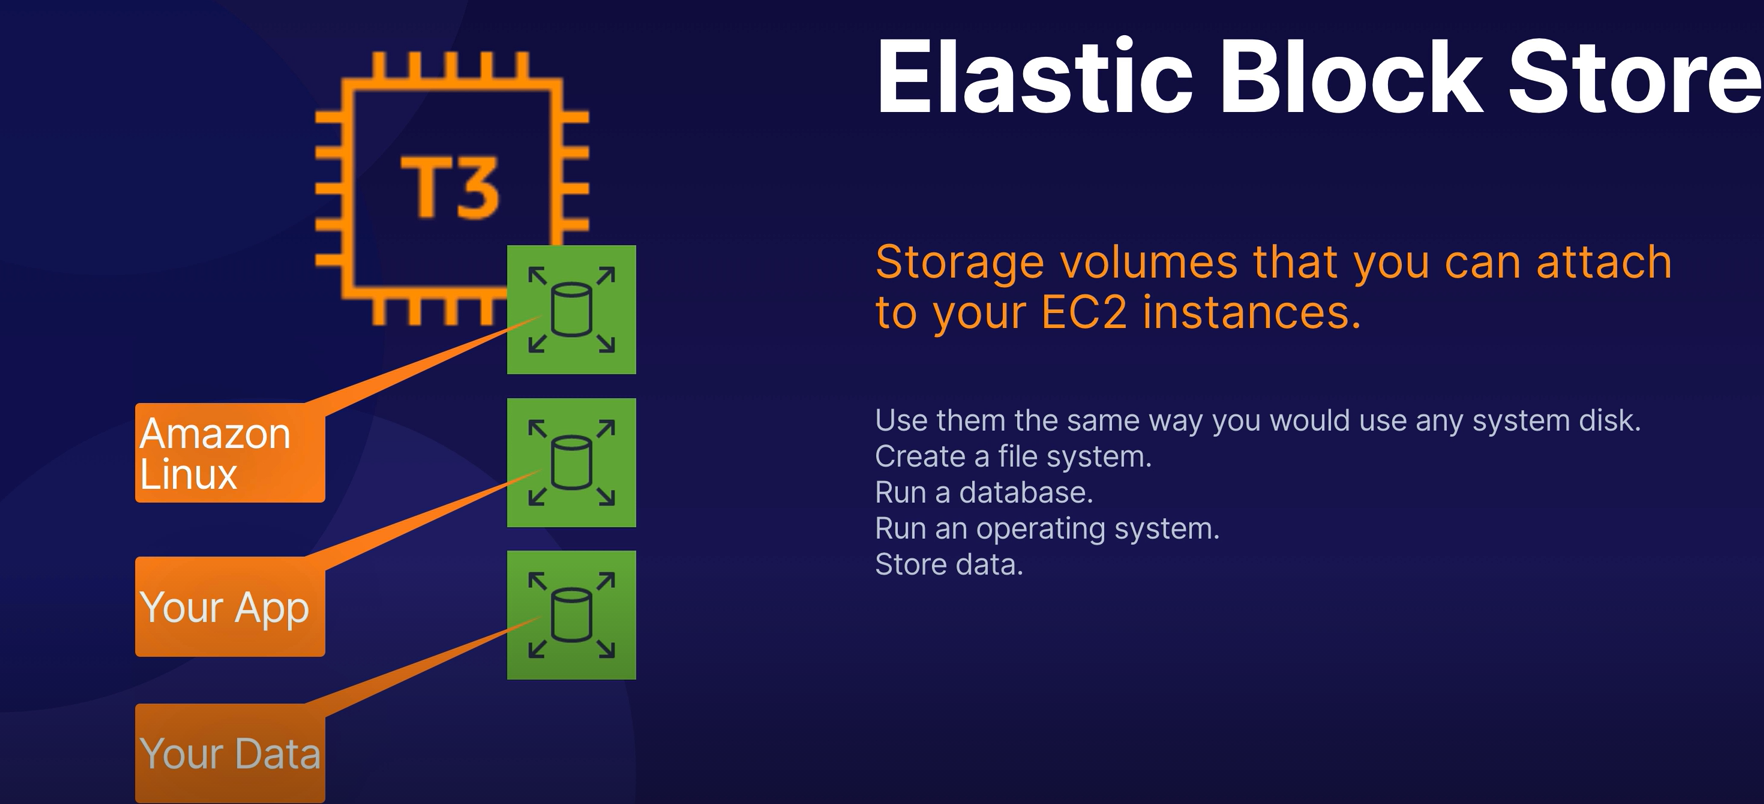 T3
Elastic Block Store
Storage volumes that you can attach
to your EC2 instances.
Use them the same way you would use any system disk.
Create a file system.
Run a database.
Run an operating system.
Store data.
Amazon
Linux
Your App
Your Data